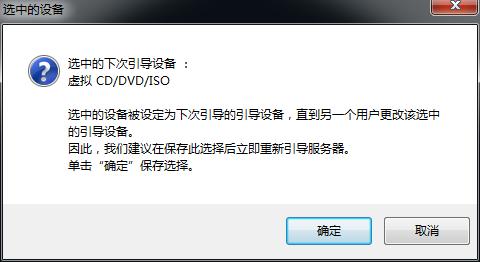 选中的设备
选中的下次引导设备 ：
虚拟 CD/DVD/ISO
选中的设备被设定为下次引导的引导设备，直到另一个用户更改该选中
的引导设备。
因此，我们建议在保存此选择后立即重新引导服务器。
单击“确定”保存选择。
确定
取消